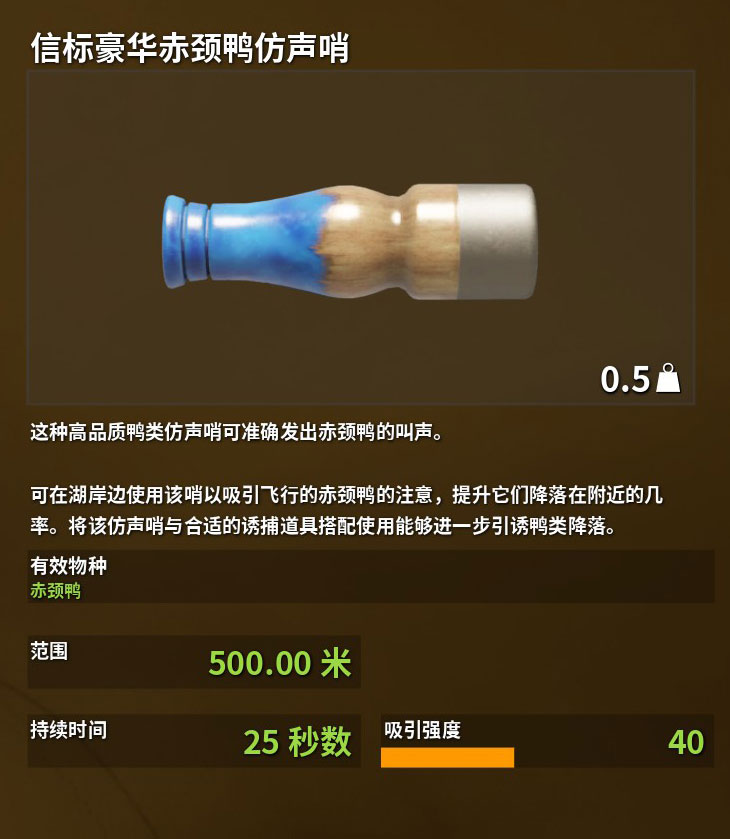 信标豪华赤颈鸭仿声哨
0.5
这种高品质鸭类仿声哨可准确发出赤颈鸭的叫声。
可在湖岸边使用该哨以吸引飞行的赤颈鸭的注意，提升它们降落在附近的几
率。将该仿声哨与合适的诱捕道具搭配使用能够进一步引诱鸭类降落。
有效物种
赤颈鸭
范围
500.00 米
持续时间
25 秒数
吸引强度
40